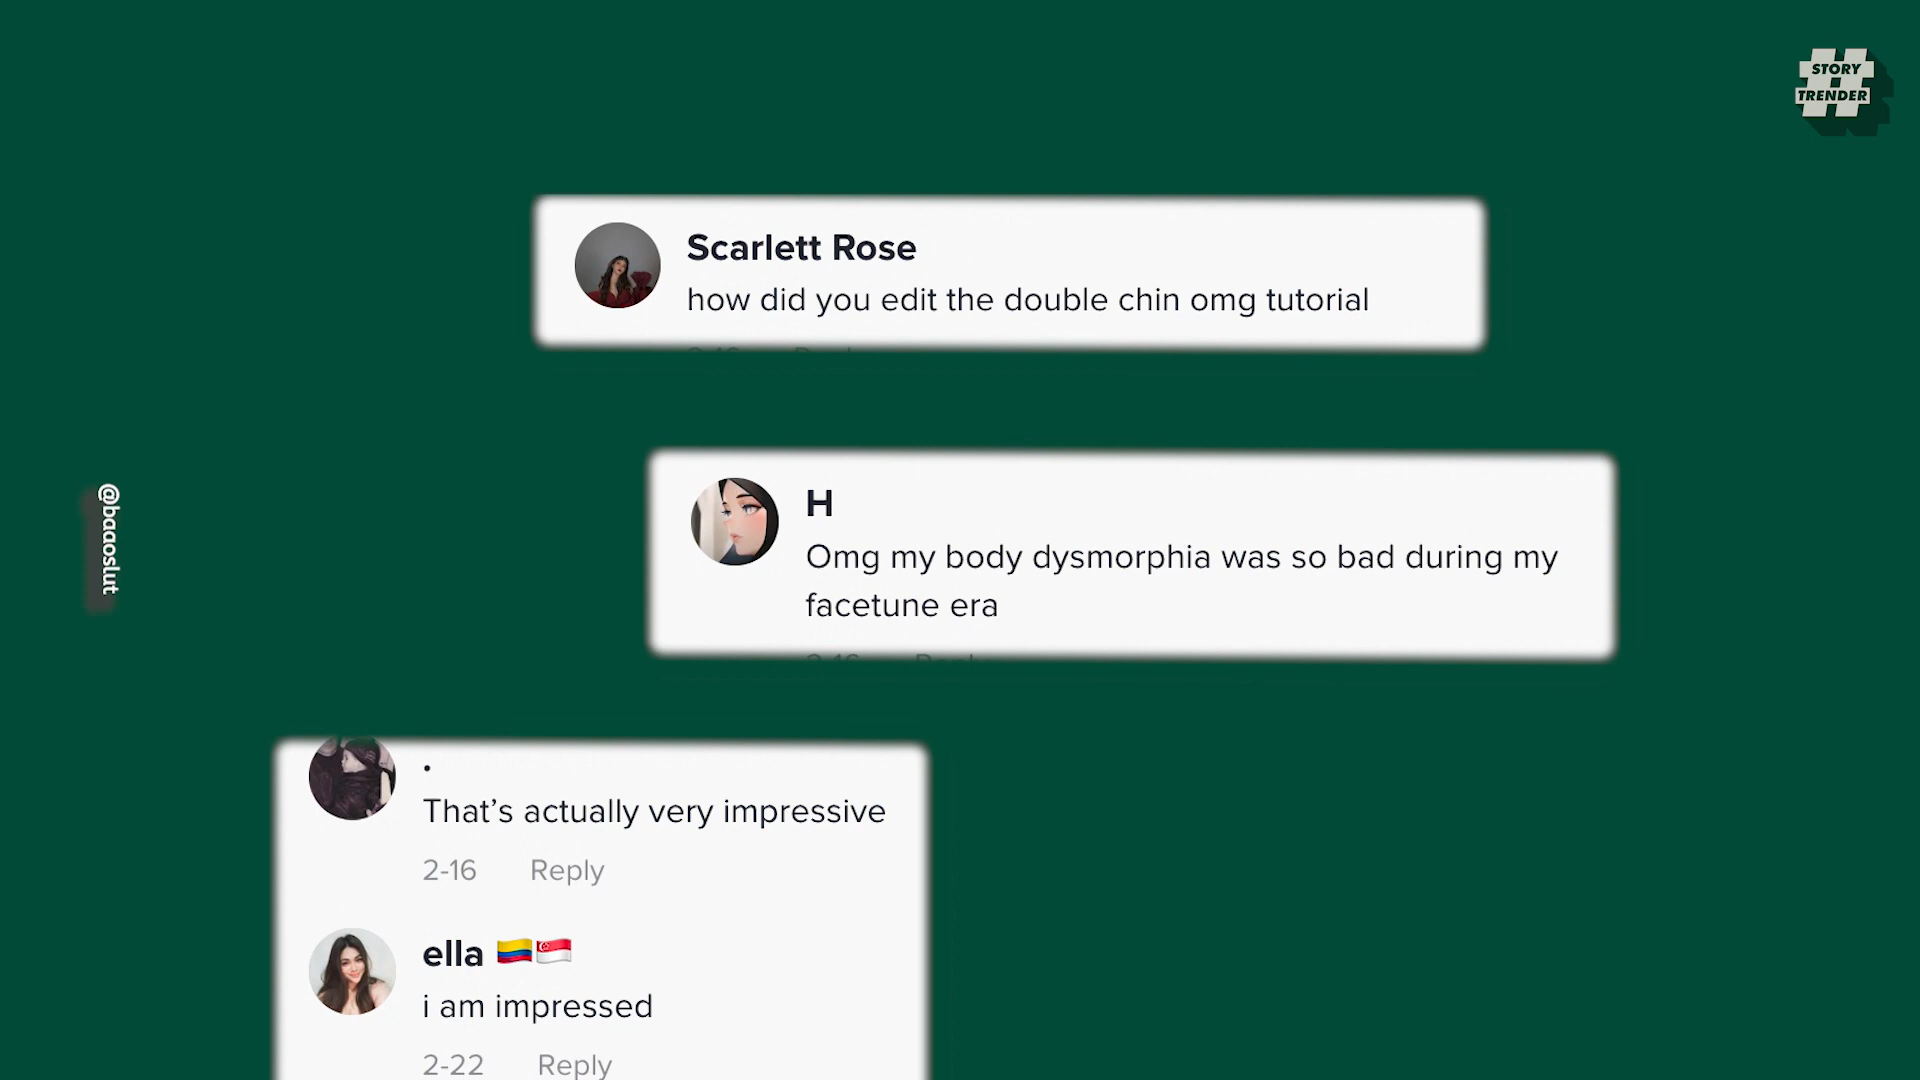 STORY
TRENDER
Scarlett Rose
how did you edit the double chin omg tutorial
H
Omg my body dysmorphia was so bad during my
facetune era
@baaoslut
.
That’s actually very impressive
2-16 Reply
ella 🇨🇴🇸🇬
i am impressed
2-22 Reply